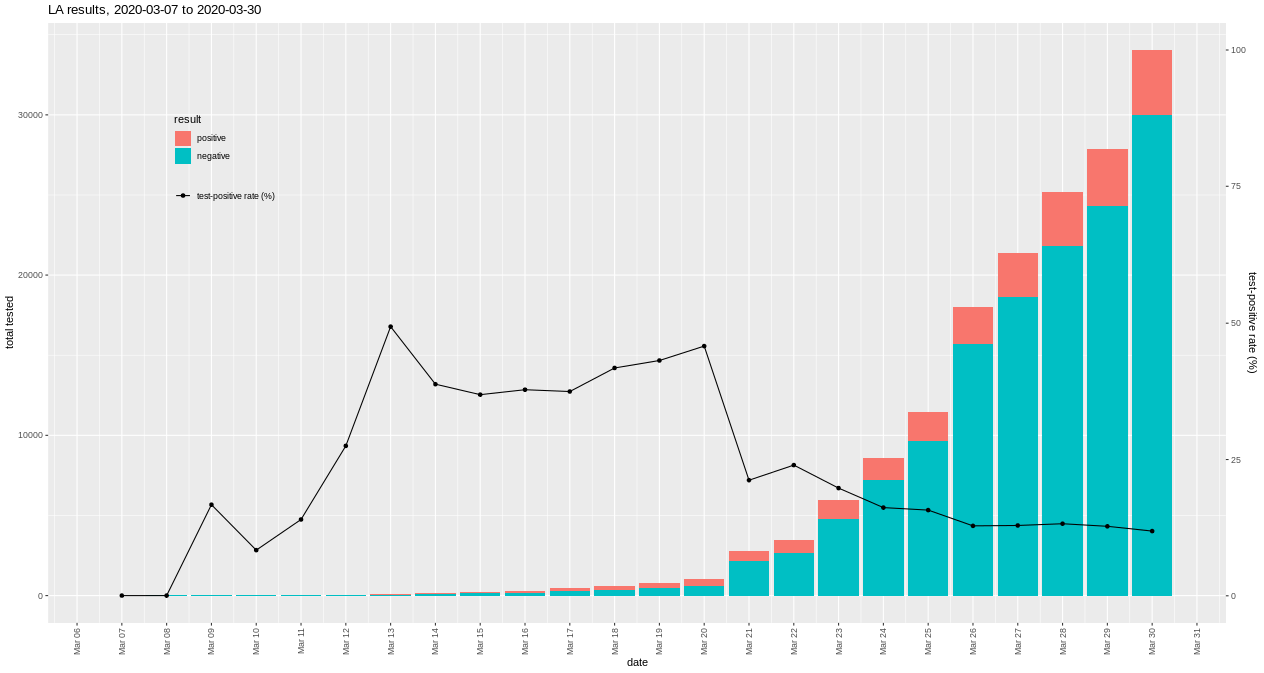 LA results, 2020-03-07 to 2020-03-30
result
positive
negative
test-positive rate (%)
total tested
30000
20000
10000
0
100
75
50
25
0
test-positive rate (%)
Mar 06
Mar 07
Mar 08
Mar 09
Mar 10
Mar 11
Mar 12
Mar 13
Mar 14
Mar 15
Mar 16
Mar 17
Mar 18
Mar 19
Mar 20
Mar 21
Mar 22
Mar 23
Mar 24
Mar 25
Mar 26
Mar 27
Mar 28
Mar 29
Mar 30
Mar 31
date